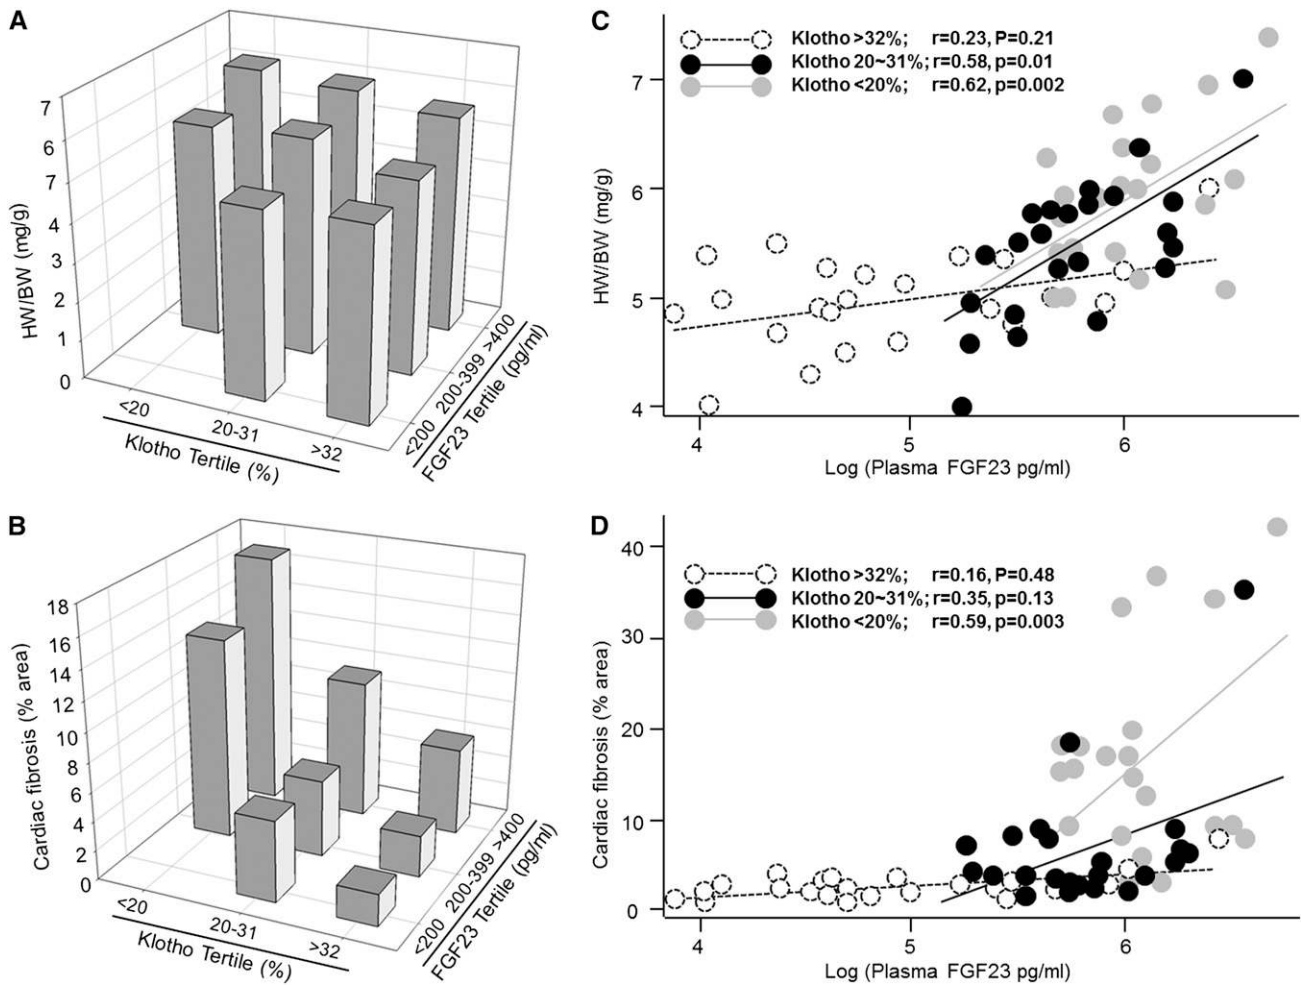 A
7
6
7
4
3
2
1
0
HW/BW (mg/g)
<20
20-31
>32
Klotho Tertile (%)
<200 200-399 >400
FGF23 Tertile (pg/ml)
C
Klotho >32%; r=0.23, P=0.21
Klotho 20~31%; r=0.58, p=0.01
Klotho <20%; r=0.62, p=0.002
7
6
5
4
HW/BW (mg/g)
4 5 6
Log (Plasma FGF23 pg/ml)
B
18
16
14
12
10
8
6
4
2
0
Cardiac fibrosis (% area)
<20
20-31
>32
Klotho Tertile (%)
<200 200-399 >400
FGF23 Tertile (pg/ml)
D
Klotho >32%; r=0.16, P=0.48
Klotho 20~31%; r=0.35, p=0.13
Klotho <20%; r=0.59, p=0.003
40
30
20
10
0
Cardiac fibrosis (% area)
4 5 6
Log (Plasma FGF23 pg/ml)